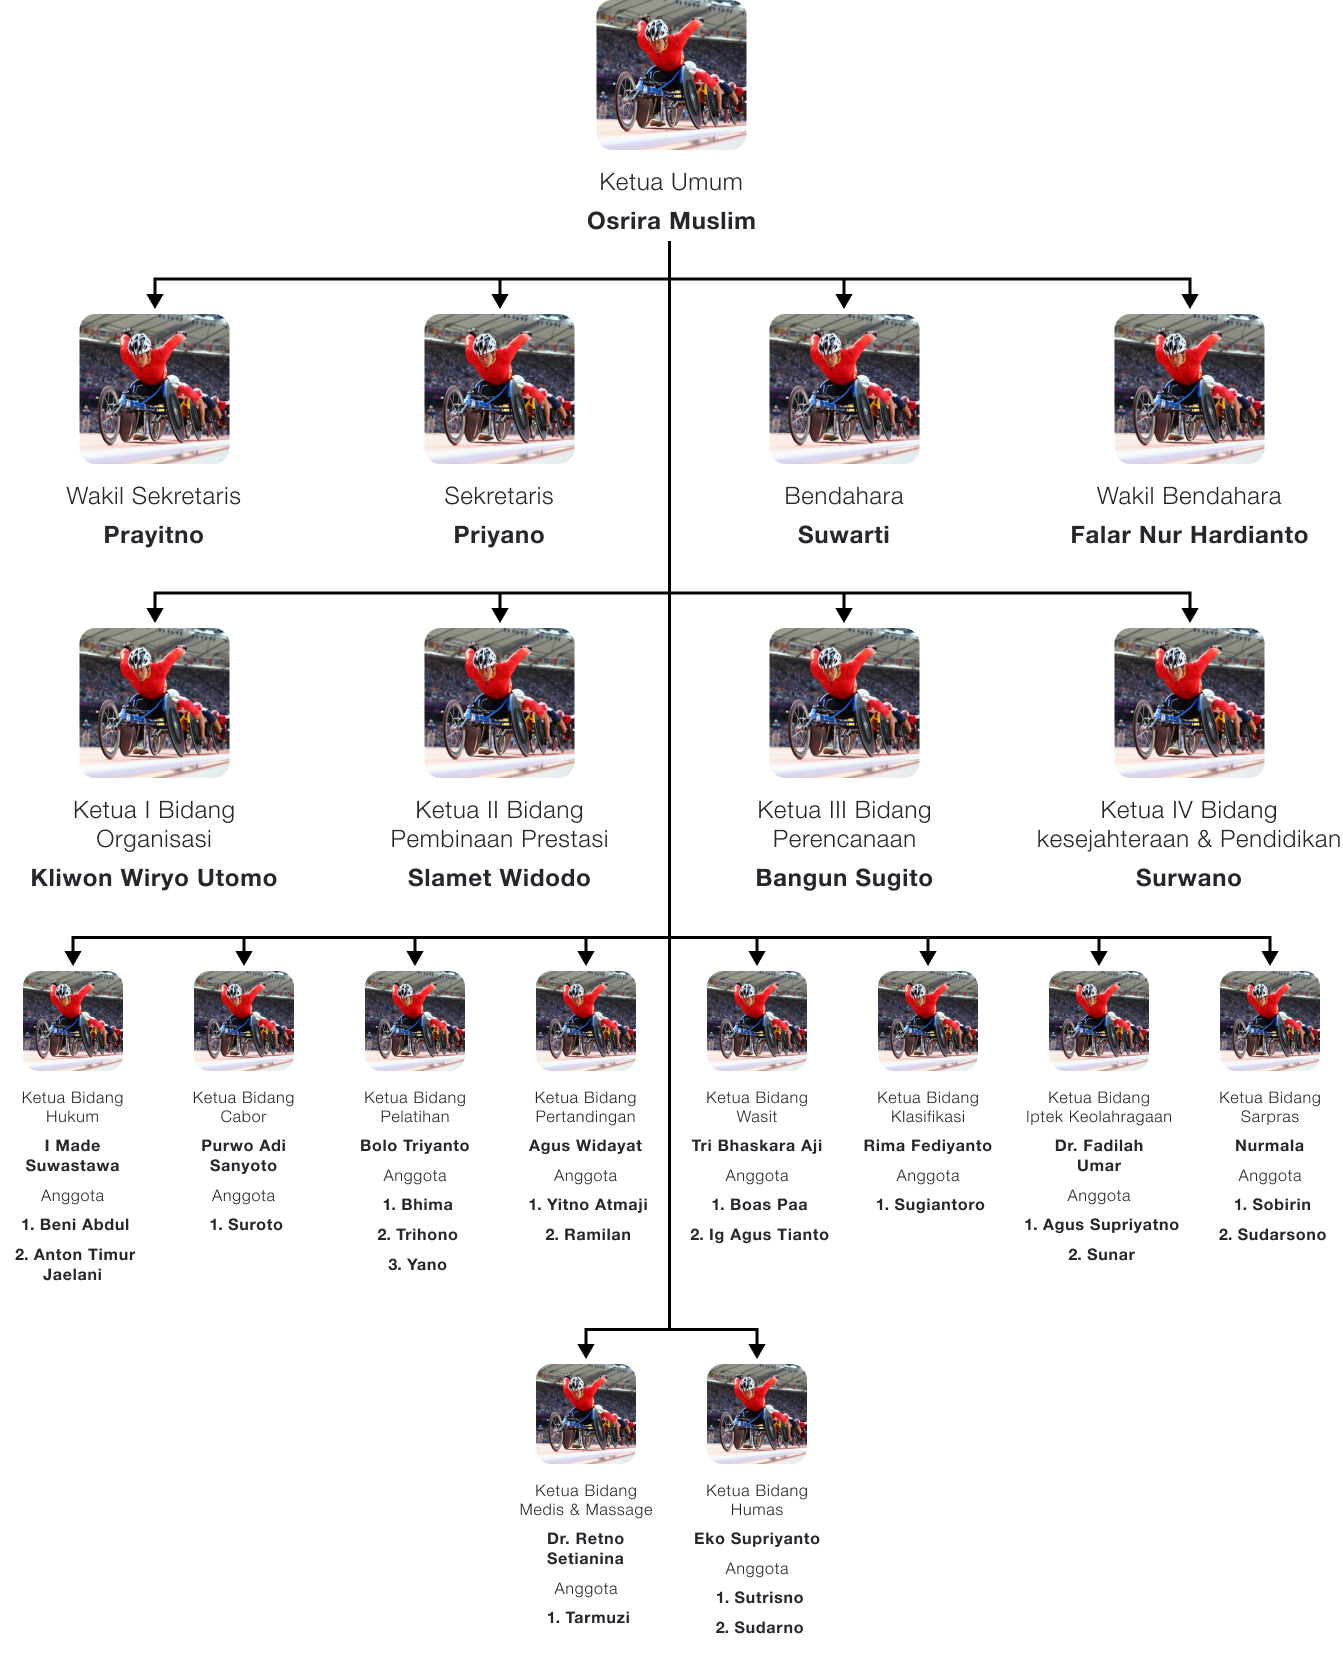 Ketua Umum
Osrira Muslim
Wakil Sekretaris
Prayitno
Sekretaris
Priyano
Bendahara
Suwarti
Wakil Bendahara
Falar Nur Hardianto
Ketua I Bidang
Organisasi
Kliwon Wiryo Utomo
Ketua II Bidang
Pembinaan Prestasi
Slamet Widodo
Ketua III Bidang
Perencanaan
Bangun Sugito
Ketua IV Bidang
kesejahteraan & Pendidikan
Surwano
Ketua Bidang
Hukum
I Made
Suwastawa
Anggota
1. Beni Abdul
2. Anton Timur
Jaelani
Ketua Bidang
Cabor
Purwo Adi
Sanyoto
Anggota
1. Suroto
Ketua Bidang
Pelatihan
Bolo Triyanto
Anggota
1. Bhima
2. Trihono
3. Yano
Ketua Bidang
Pertandingan
Agus Widayat
Anggota
1. Yitno Atmaji
2. Ramilan
Ketua Bidang
Wasit
Tri Bhaskara Aji
Anggota
1. Boas Paa
2. Ig Agus Tianto
Ketua Bidang
Klasifikasi
Rima Fediyanto
Anggota
1. Sugiantoro
Ketua Bidang
Iptek Keolahragaan
Dr. Fadilah
Umar
Anggota
1. Agus Supriyatno
2. Sunar
Ketua Bidang
Sarpras
Nurmala
Anggota
1. Sobirin
2. Sudarsono
Ketua Bidang
Medis & Massage
Dr. Retno
Setianina
Anggota
1. Tarmuzi
Ketua Bidang
Humas
Eko Supriyanto
Anggota
1. Sutrisno
2. Sudarno